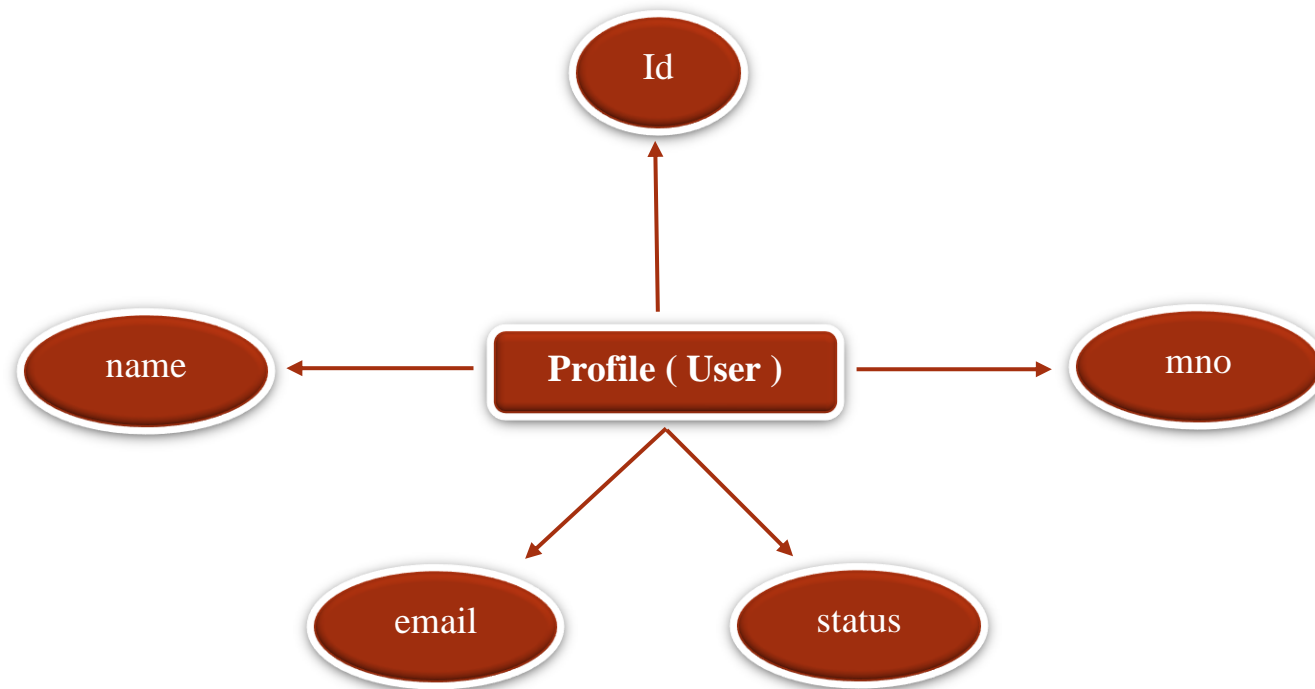 Id
name
Profile ( User )
mno
email
status